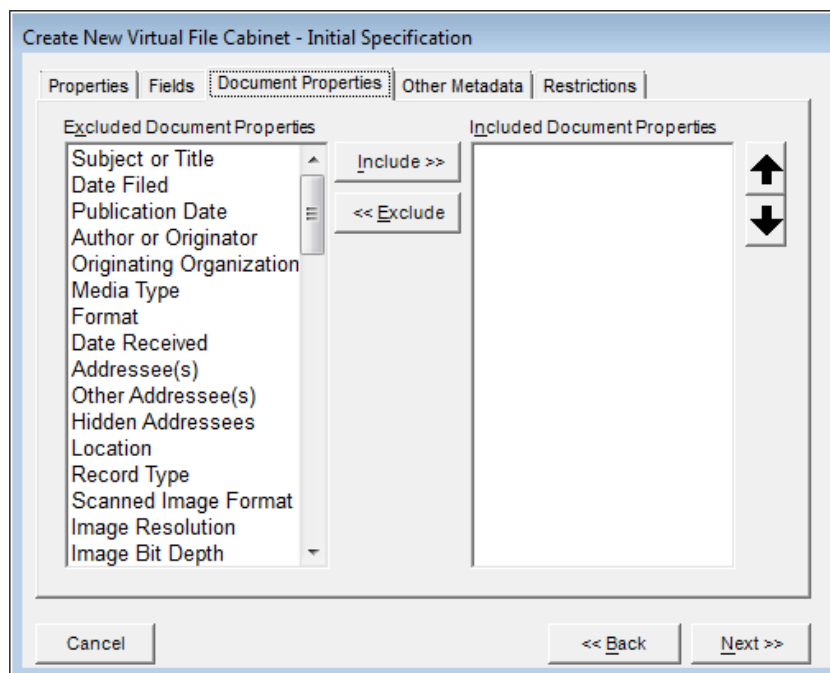 Create New Virtual File Cabinet - Initial Specification
Properties Fields Document Properties Other Metadata Restrictions
Excluded Document Properties
Included Document Properties
Subject or Title
Date Filed
Publication Date
Author or Originator
Originating Organization
Media Type
Format
Date Received
Addressee(s)
Other Addressee(s)
Hidden Addressees
Location
Record Type
Scanned Image Format
Image Resolution
Image Bit Depth
Include >>
<< Exclude
Cancel
<< Back
Next >>